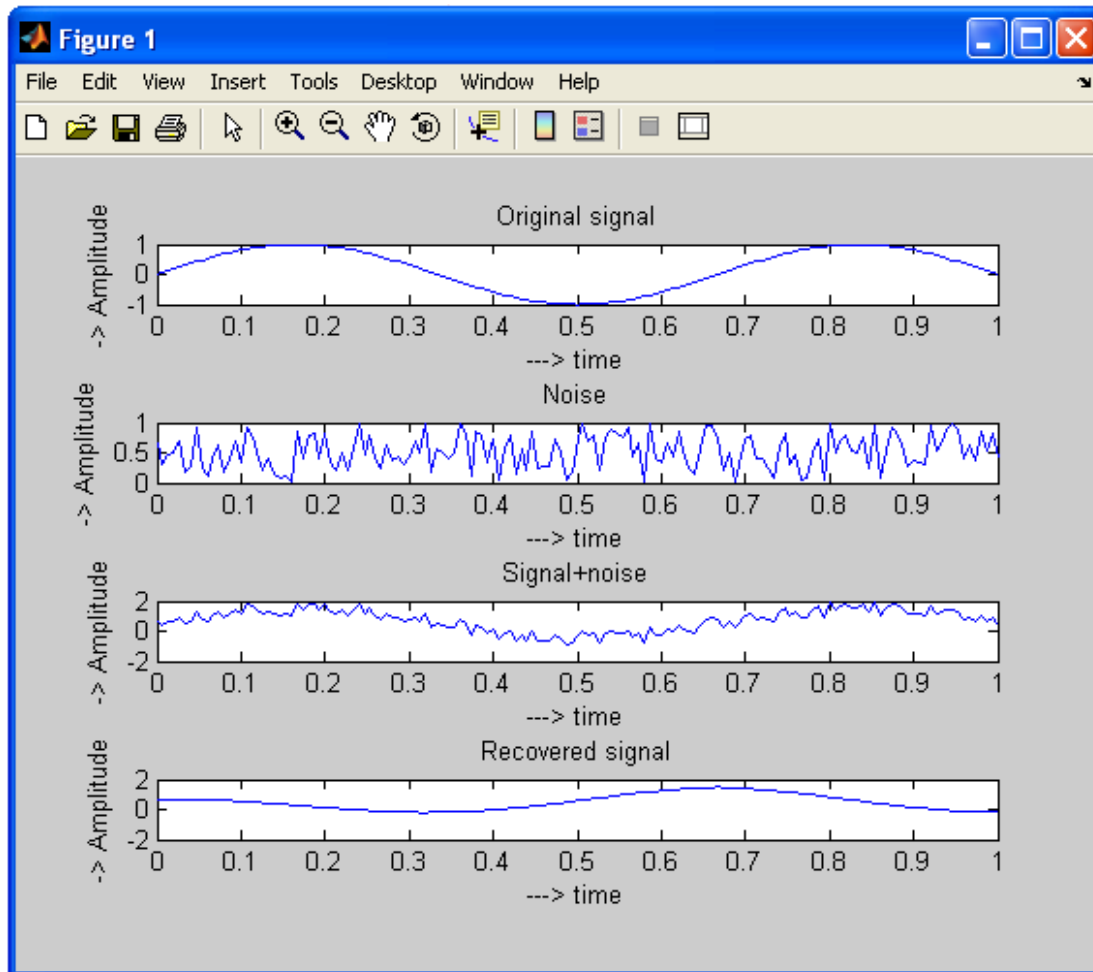 Figure 1
File Edit View Insert Tools Desktop Window Help
Original signal
-> Amplitude
1
0
-1
0 0.1 0.2 0.3 0.4 0.5 0.6 0.7 0.8 0.9 1
---> time
Noise
-> Amplitude
1
0.5
0
0 0.1 0.2 0.3 0.4 0.5 0.6 0.7 0.8 0.9 1
---> time
Signal+noise
-> Amplitude
2
0
-2
0 0.1 0.2 0.3 0.4 0.5 0.6 0.7 0.8 0.9 1
---> time
Recovered signal
-> Amplitude
2
0
-2
0 0.1 0.2 0.3 0.4 0.5 0.6 0.7 0.8 0.9 1
---> time